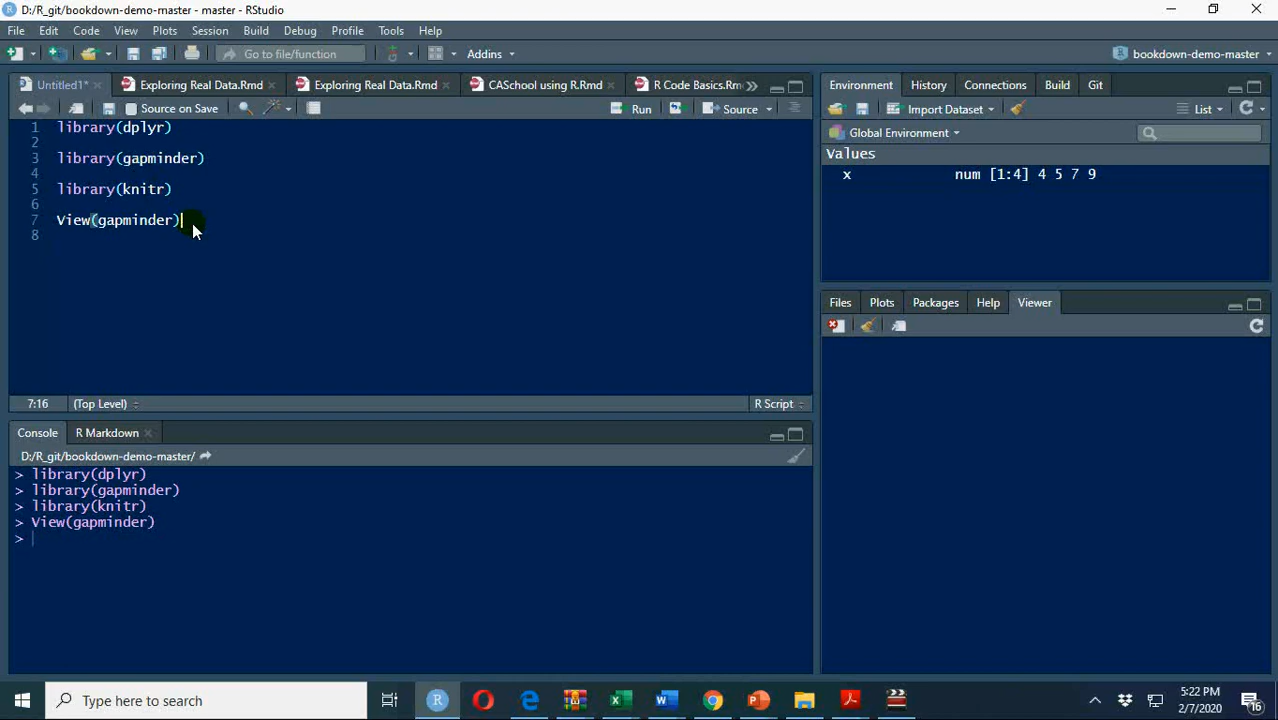 D:/R_git/bookdown-demo-master - master - RStudio
File Edit Code View Plots Session Build Debug Profile Tools Help
Go to file/function Addins bookdown-demo-master
Untitled1* Exploring Real Data.Rmd Exploring Real Data.Rmd CASchool using R.Rmd R Code Basics.Rm
Source on Save Run Source
1 library(dplyr)
2
3 library(gapminder)
4
5 library(knitr)
6
7 View(gapminder)
8
7:16 (Top Level) R Script
Console R Markdown
D:/R_git/bookdown-demo-master/
> library(dplyr)
> library(gapminder)
> library(knitr)
> View(gapminder)
>
Environment History Connections Build Git
Import Dataset List
Global Environment
Values
x num [1:4] 4 5 7 9
Files Plots Packages Help Viewer
Type here to search
5:22 PM
2/7/2020
16